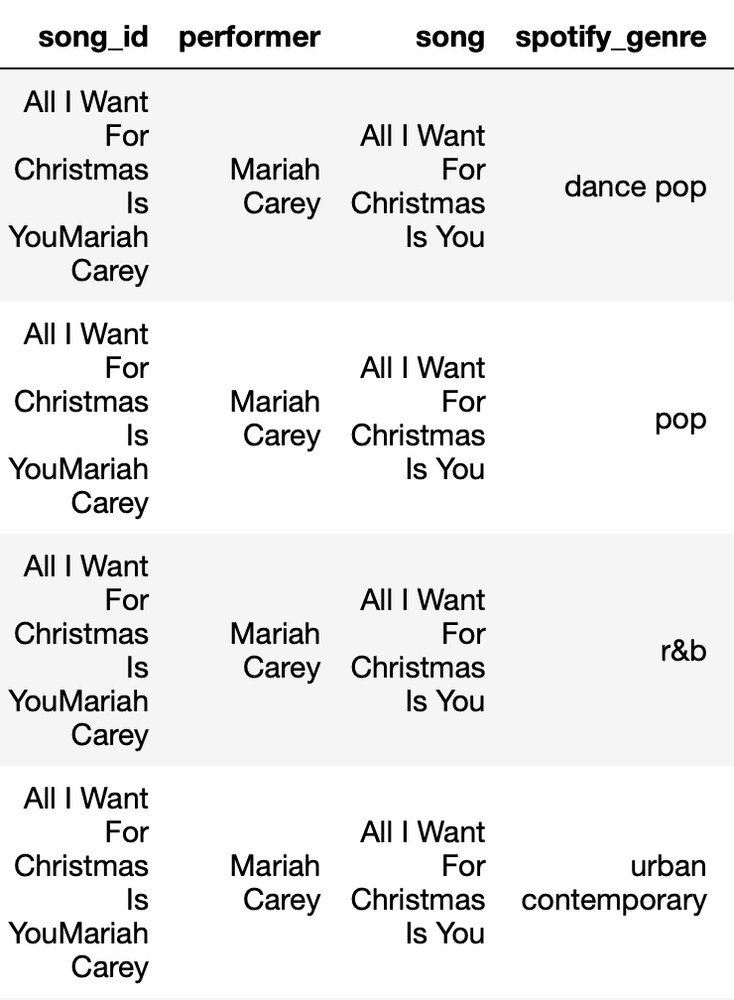 song_id performer song spotify_genre
All I Want
For
Christmas
Is
YouMariah
Carey
Mariah
Carey
All I Want
For
Christmas
Is You
dance pop
All I Want
For
Christmas
Is
YouMariah
Carey
Mariah
Carey
All I Want
For
Christmas
Is You
pop
All I Want
For
Christmas
Is
YouMariah
Carey
Mariah
Carey
All I Want
For
Christmas
Is You
r&b
All I Want
For
Christmas
Is
YouMariah
Carey
Mariah
Carey
All I Want
For
Christmas
Is You
urban
contemporary